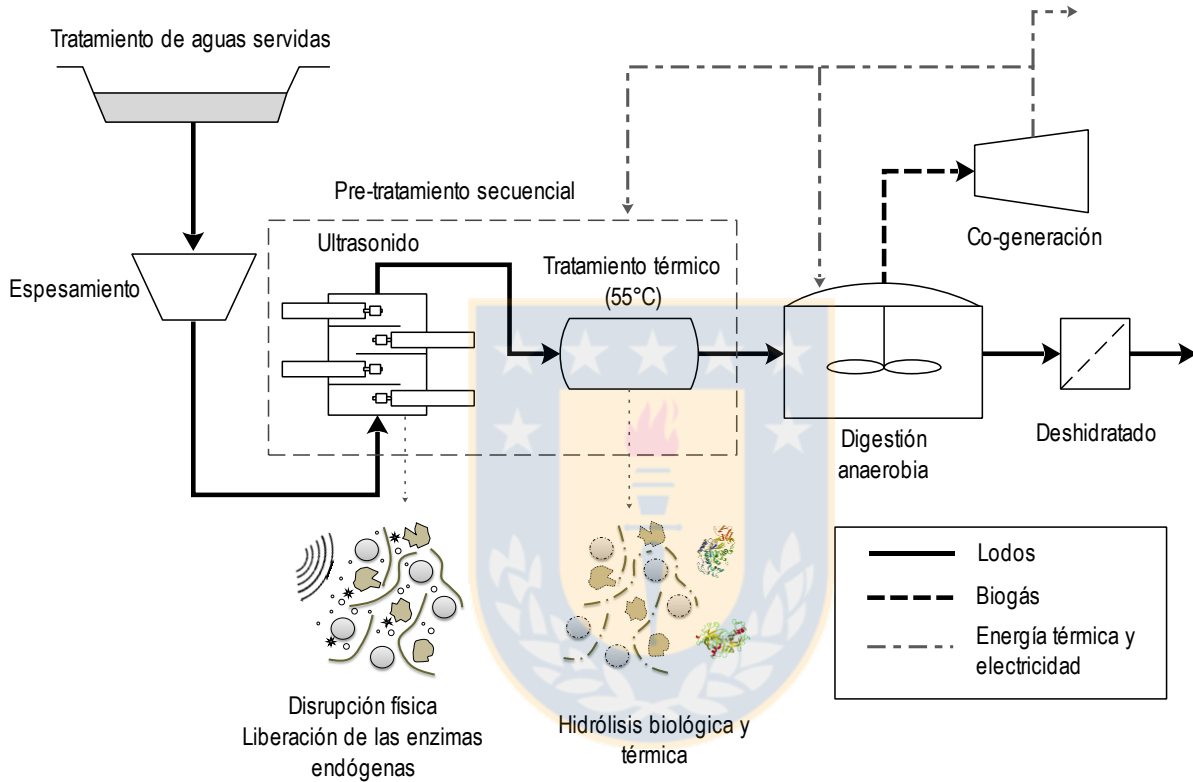 Tratamiento de aguas servidas
Pre-tratamiento secuencial
Ultrasonido
Espesamiento
Tratamiento térmico
(55°C)
Co-generación
Digestión
anaerobia
Deshidratado
Disrupción física
Liberación de las enzimas
endógenas
Hidrólisis biológica y
térmica
Lodos
Biogás
Energía térmica y
electricidad